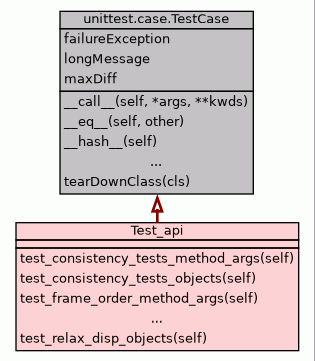 unittest.case.TestCase
failureException
longMessage
maxDiff
__call__(self, *args, **kwds)
__eq__(self, other)
__hash__(self)
...
tearDownClass(cls)
Test_api
test_consistency_tests_method_args(self)
test_consistency_tests_objects(self)
test_frame_order_method_args(self)
...
test_relax_disp_objects(self)